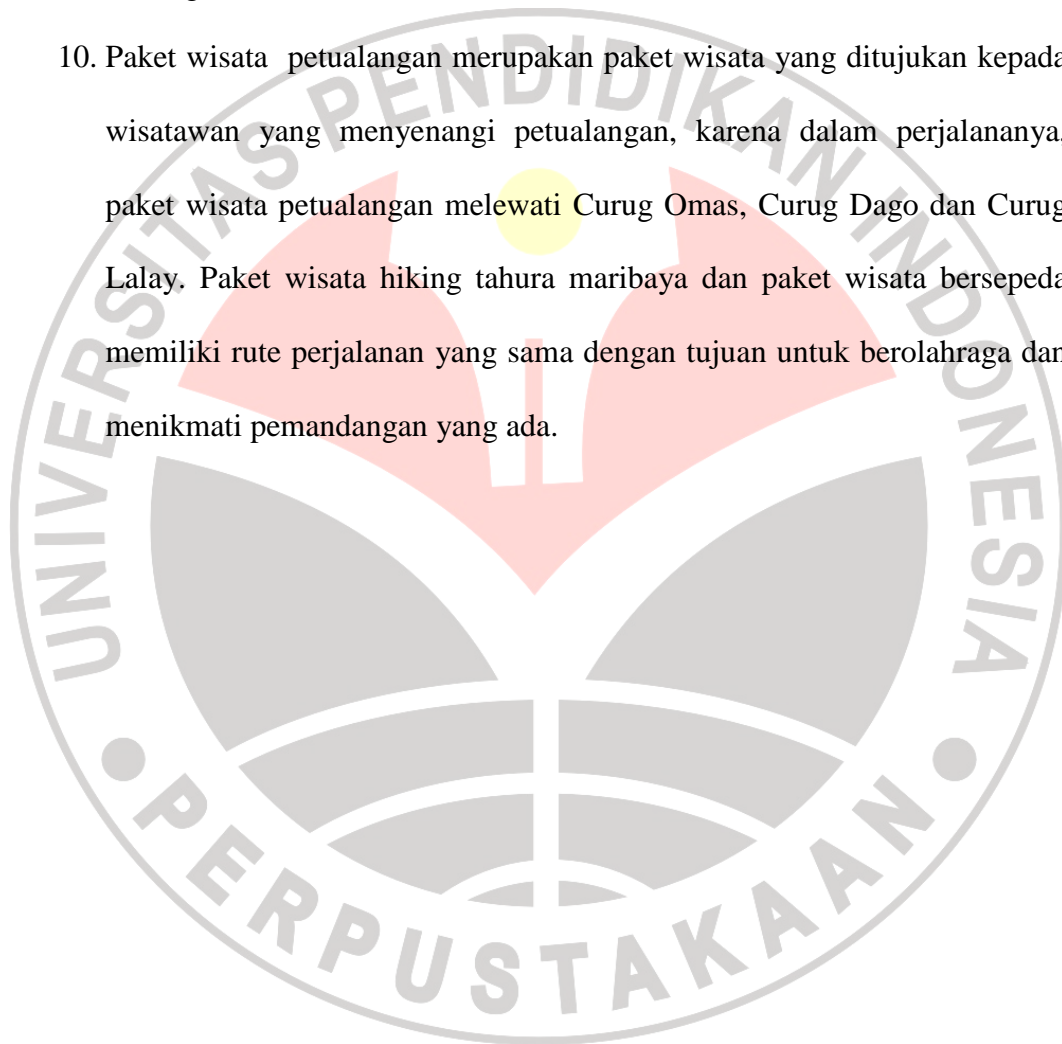 10. Paket wisata petualangan merupakan paket wisata yang ditujukan kepada
wisatawan yang menyenangi petualangan, karena dalam perjalananya,
paket wisata petualangan melewati Curug Omas, Curug Dago dan Curug
Lalay. Paket wisata hiking tahura maribaya dan paket wisata bersepeda
memiliki rute perjalanan yang sama dengan tujuan untuk berolahraga dan
menikmati pemandangan yang ada.
UNIVERSITAS PENDIDIKAN INDONESIA
PERPUSTAKAAN